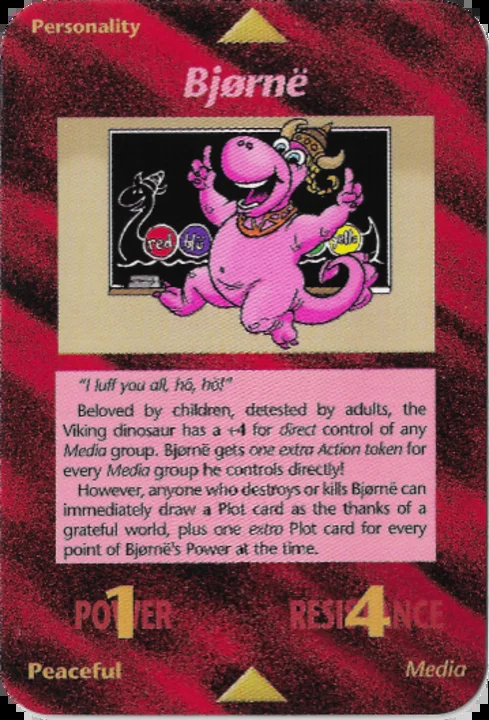 Personality
Bjørnë
red blü
yëllø
"I luff you all, hö, hö!"
Beloved by children, detested by adults, the
Viking dinosaur has a +4 for direct control of any
Media group. Bjørnë gets one extra Action token for
every Media group he controls directly!
However, anyone who destroys or kills Bjørnë can
immediately draw a Plot card as the thanks of a
grateful world, plus one extra Plot card for every
point of Bjørnë's Power at the time.
POWER 1 RESISTANCE 4
Peaceful Media